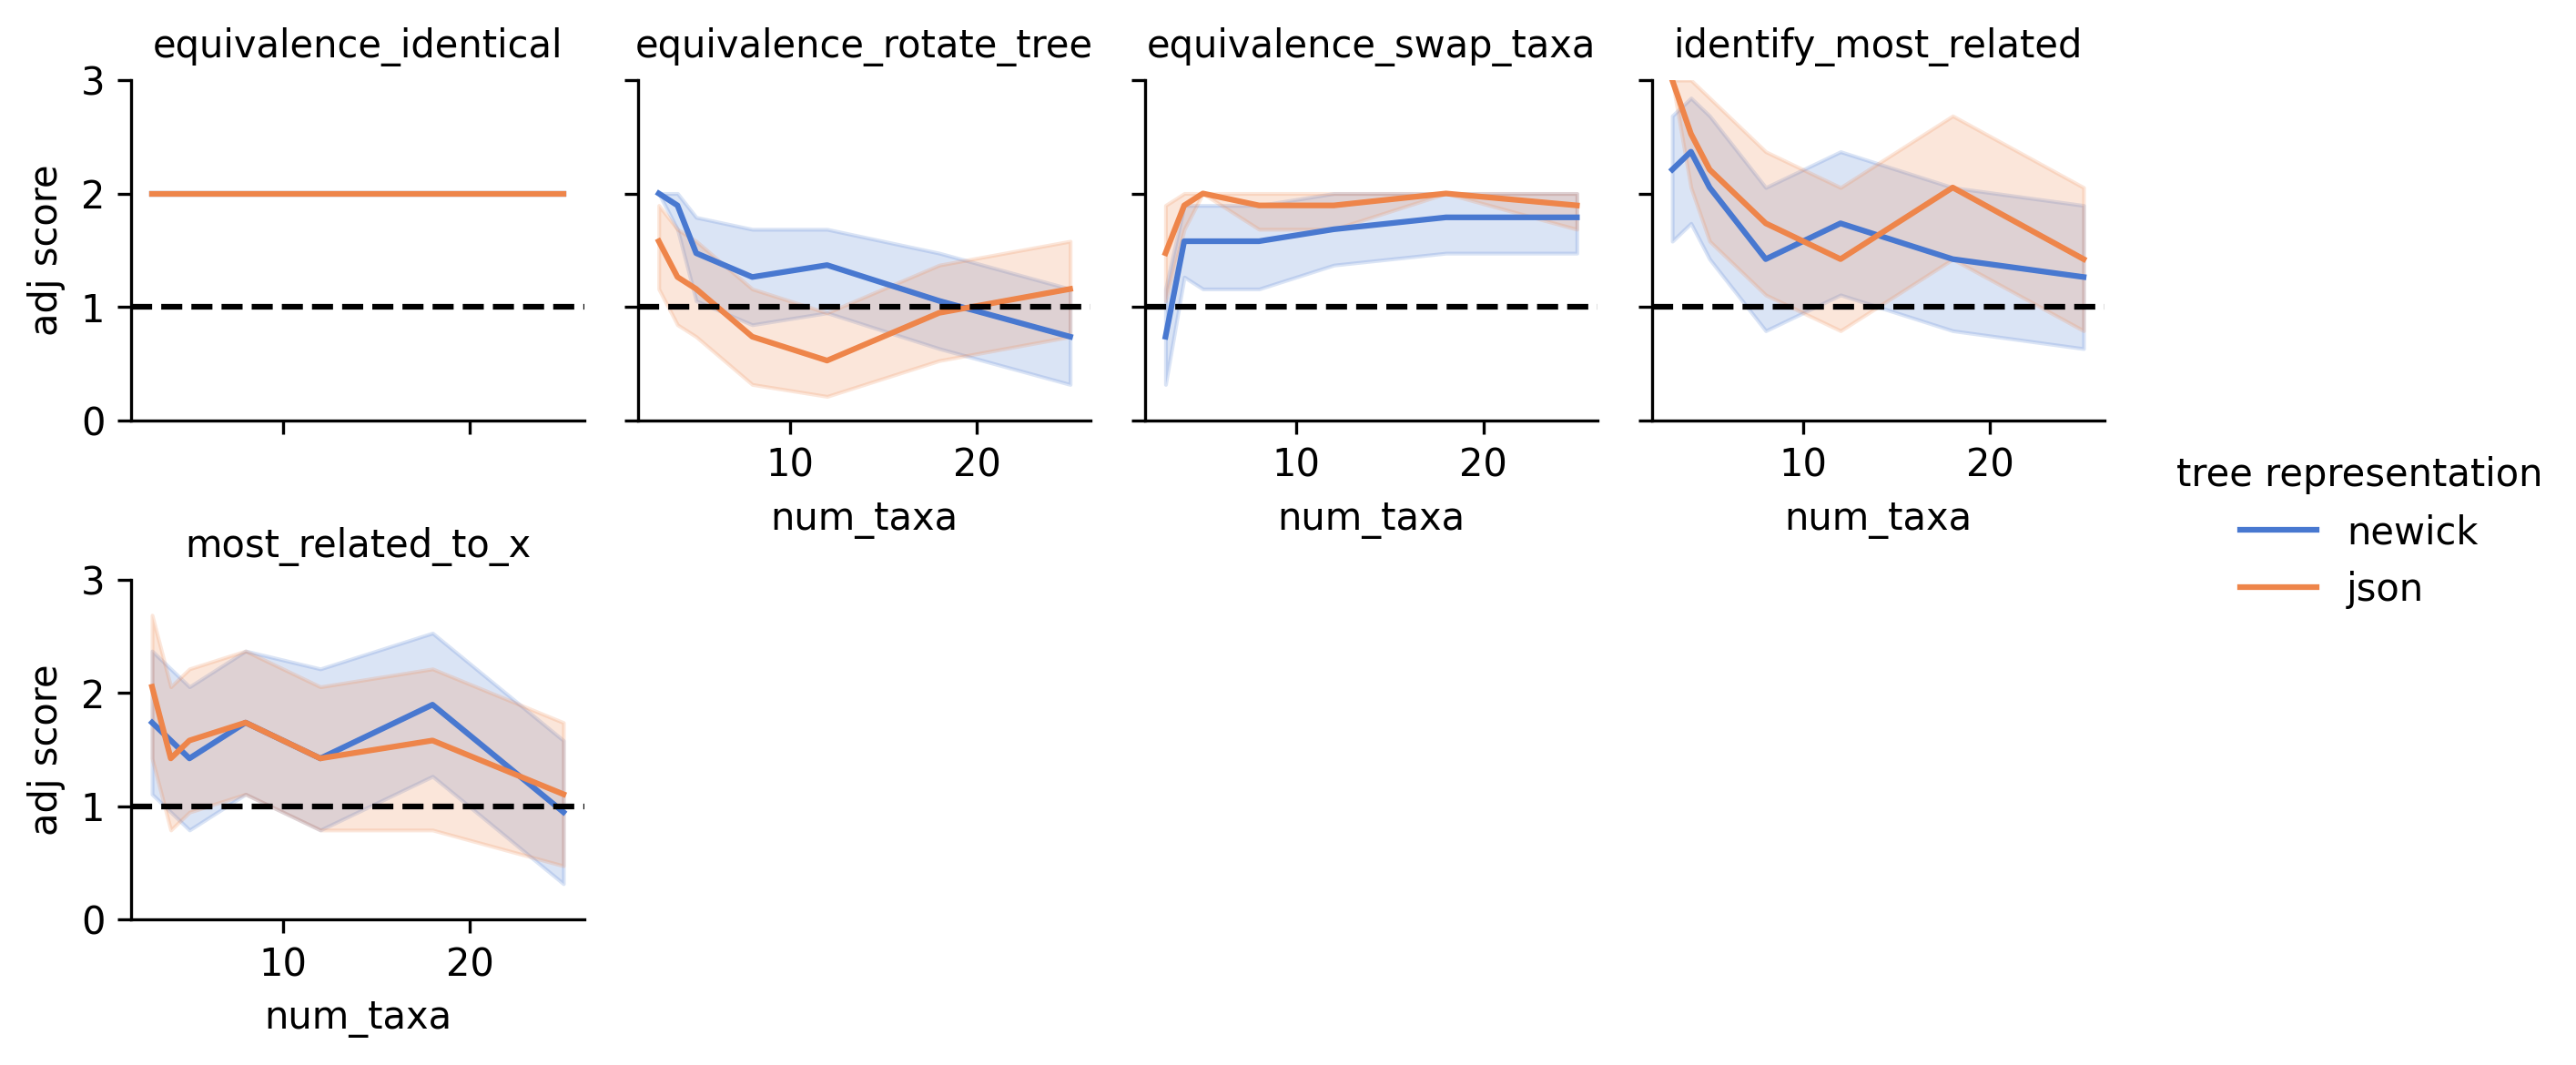 equivalence_identical
equivalence_rotate_tree
equivalence_swap_taxa
identify_most_related
3
2
1
0
adj score
10
20
num_taxa
10
20
num_taxa
10
20
num_taxa
tree representation
newick
json
most_related_to_x
3
2
1
0
adj score
10
20
num_taxa